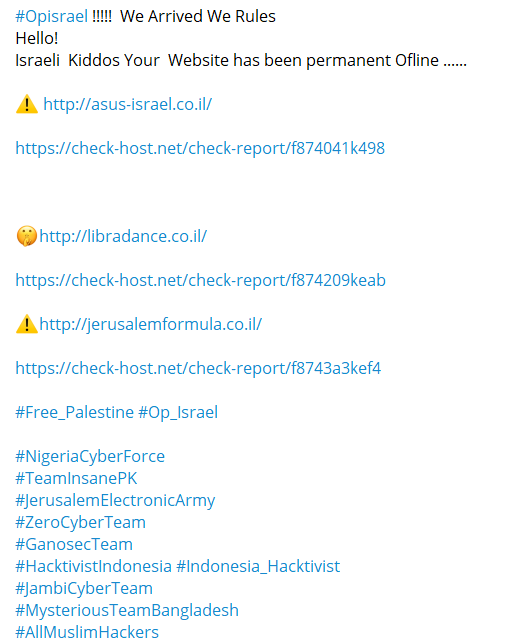 #Opisrael !!!!!  We Arrived We Rules
Hello!
Israeli  Kiddos Your  Website has been permanent Ofline ......
⚠️ http://asus-israel.co.il/
https://check-host.net/check-report/f874041k498
🤫http://libradance.co.il/
https://check-host.net/check-report/f874209keab
⚠️http://jerusalemformula.co.il/
https://check-host.net/check-report/f8743a3kef4
#Free_Palestine #Op_Israel
#NigeriaCyberForce
#TeamInsanePK
#JerusalemElectronicArmy
#ZeroCyberTeam
#GanosecTeam
#HacktivistIndonesia #Indonesia_Hacktivist
#JambiCyberTeam
#MysteriousTeamBangladesh
#AllMuslimHackers